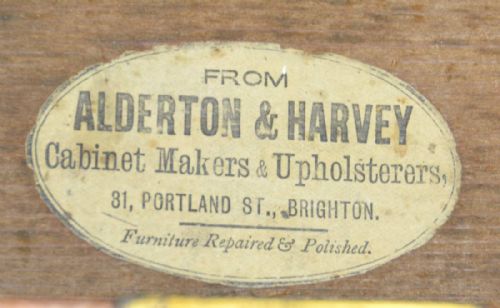 FROM
ALDERTON & HARVEY
Cabinet Makers & Upholsterers,
31, PORTLAND ST., BRIGHTON.
Furniture Repaired & Polished.